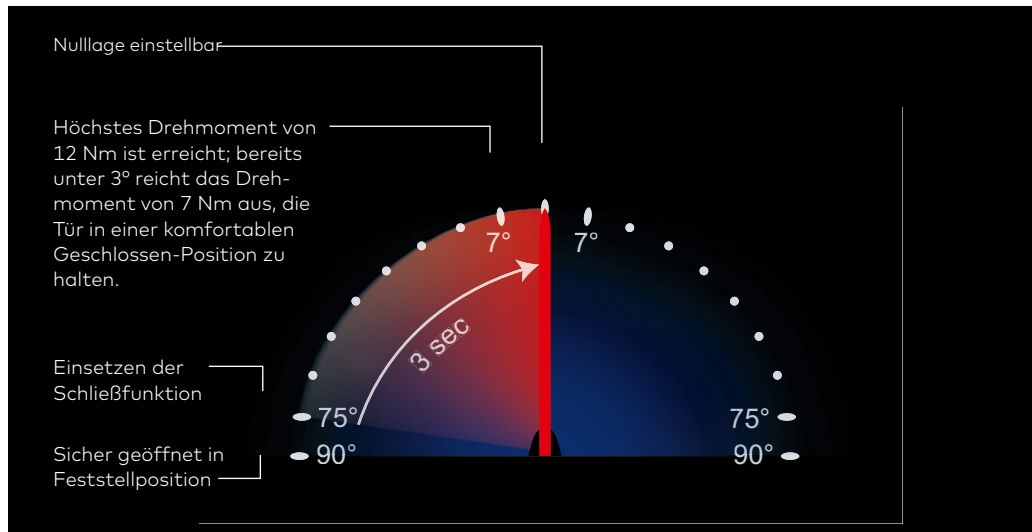 Nulllage einstellbar
Höchstes Drehmoment von
12 Nm ist erreicht; bereits
unter 3° reicht das Dreh-
moment von 7 Nm aus, die
Tür in einer komfortablen
Geschlossen-Position zu
halten.
7°
7°
3 sec
Einsetzen der
Schließfunktion
75°
75°
Sicher geöffnet in
Feststellposition
90°
90°